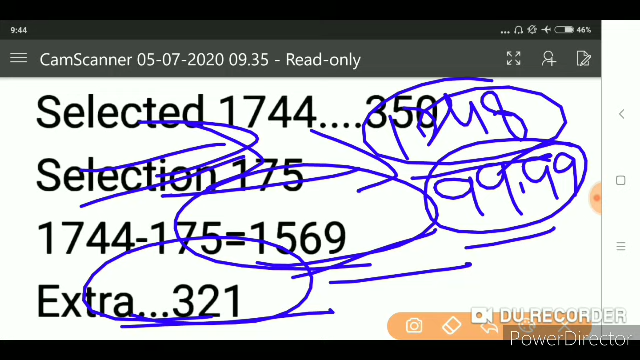 9:44
46%
CamScanner 05-07-2020 09.35 - Read-only
Selected 1744....350
Selection 175
99.99
1744-175=1569
Extra...321
DU RECORDER
PowerDirector